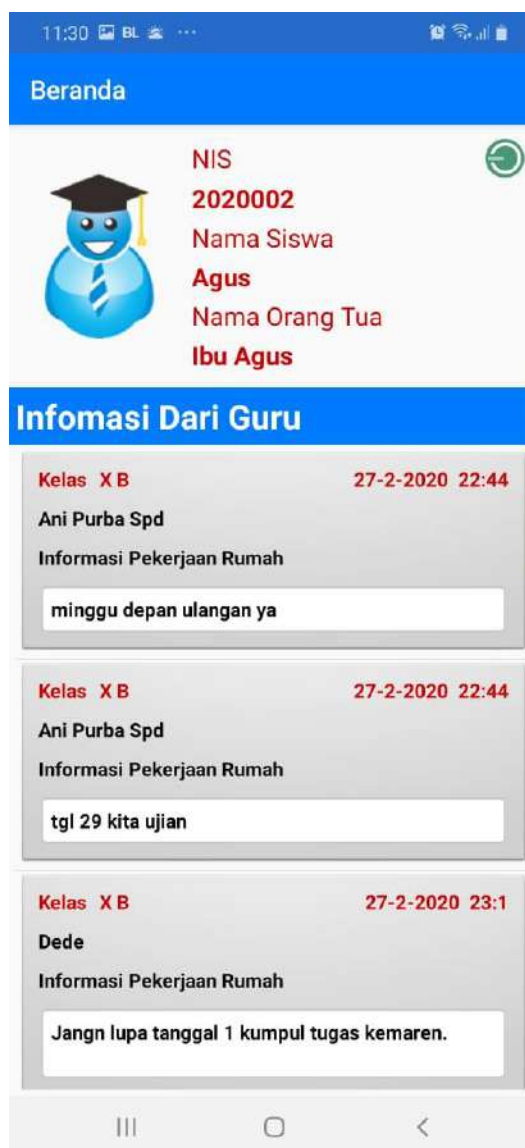 11:30 BL ...
Beranda
NIS
2020002
Nama Siswa
Agus
Nama Orang Tua
Ibu Agus
Infomasi Dari Guru
Kelas X B 27-2-2020 22:44
Ani Purba Spd
Informasi Pekerjaan Rumah
minggu depan ulangan ya
Kelas X B 27-2-2020 22:44
Ani Purba Spd
Informasi Pekerjaan Rumah
tgl 29 kita ujian
Kelas X B 27-2-2020 23:1
Dede
Informasi Pekerjaan Rumah
Jangn lupa tanggal 1 kumpul tugas kemaren.